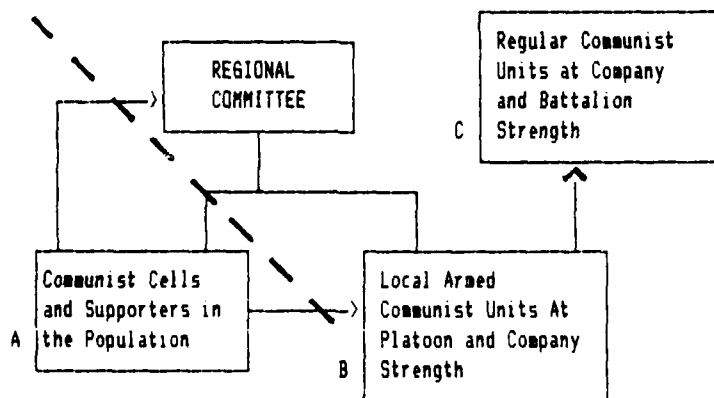 REGIONAL
COMMITTEE
Regular Communist
Units at Company
and Battalion
C Strength
Communist Cells
and Supporters in
A the Population
Local Armed
Communist Units At
Platoon and Company
B Strength